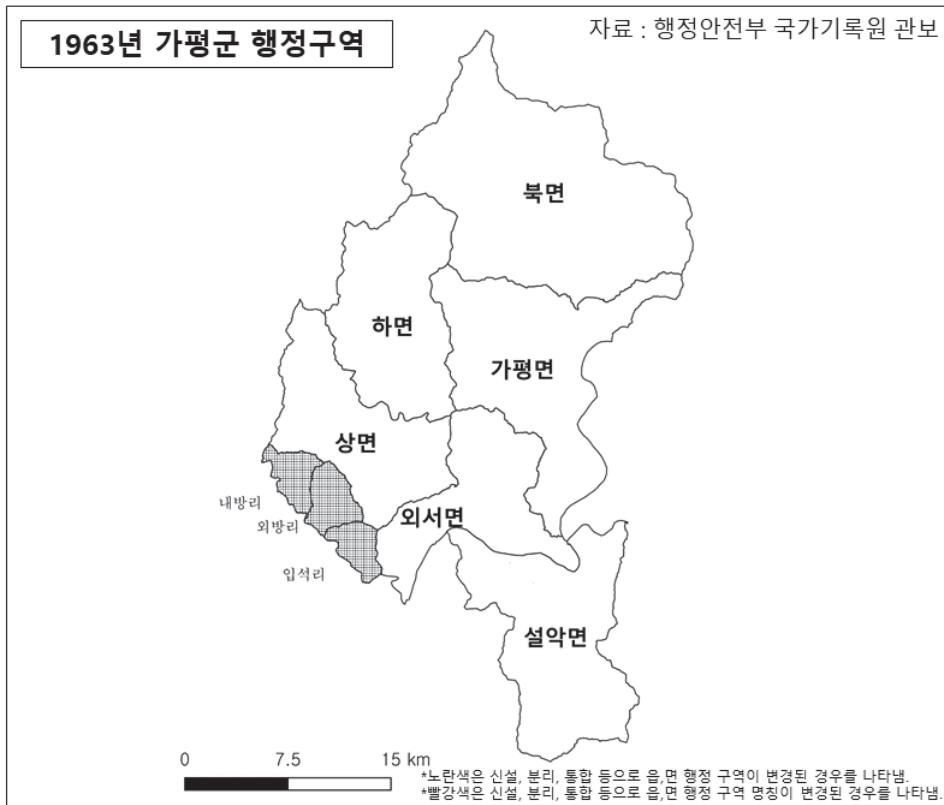 1963년 가평군 행정구역
자료 : 행정안전부 국가기록원 관보
북면
하면
가평면
상면
내방리
외방리
외서면
입석리
설악면
0 7.5 15 km
*노란색은 신설, 분리, 통합 등으로 읍,면 행정 구역이 변경된 경우를 나타냄.
*빨강색은 신설, 분리, 통합 등으로 읍,면 행정 구역 명칭이 변경된 경우를 나타냄.